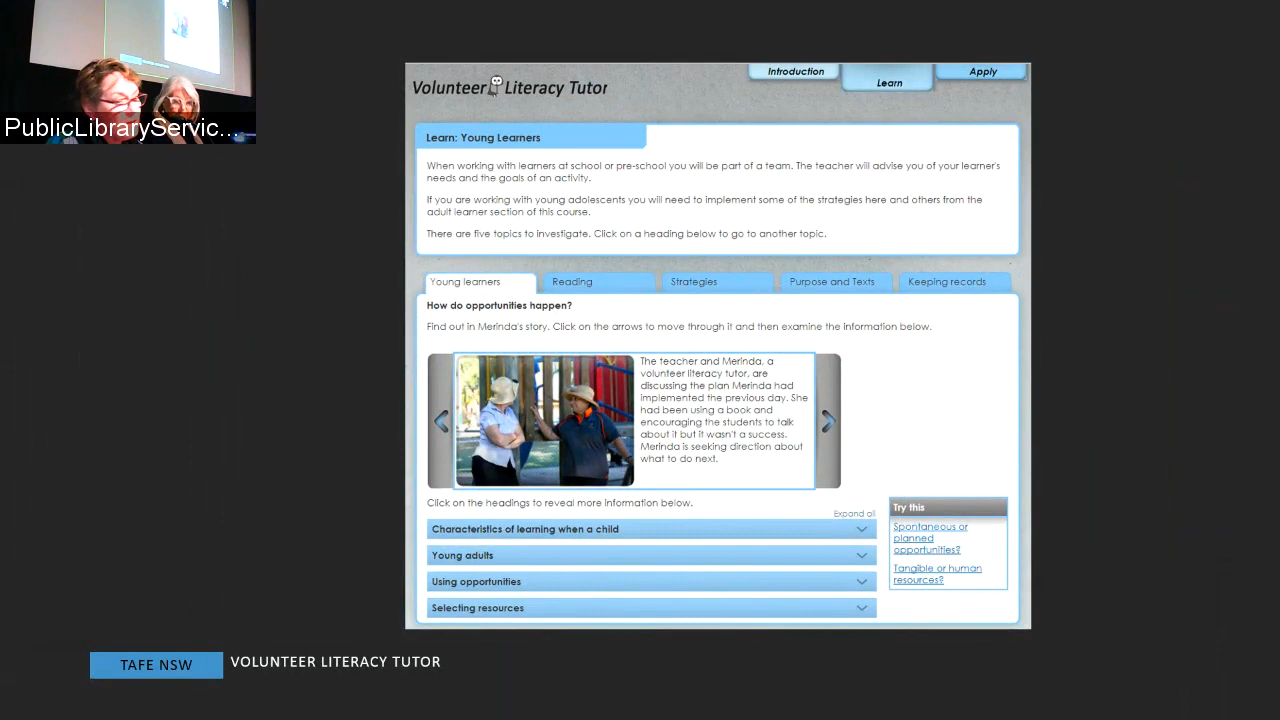 PublicLibraryServic...
Volunteer Literacy Tutor
Introduction
Learn
Apply
Learn: Young Learners
When working with learners at school or pre-school you will be part of a team. The teacher will advise you of your learner's
needs and the goals of an activity.
If you are working with young adolescents you will need to implement some of the strategies here and others from the
adult learner section of this course.
There are five topics to investigate. Click on a heading below to go to another topic.
Young learners
Reading
Strategies
Purpose and Texts
Keeping records
How do opportunities happen?
Find out in Merinda's story. Click on the arrows to move through it and then examine the information below.
The teacher and Merinda, a
volunteer literacy tutor, are
discussing the plan Merinda had
implemented the previous day. She
had been using a book and
encouraging the students to talk
about it but it wasn't a success.
Merinda is seeking direction about
what to do next.
Click on the headings to reveal more information below.
Expand all
Characteristics of learning when a child
Young adults
Using opportunities
Selecting resources
Try this
Spontaneous or
planned
opportunities?
Tangible or human
resources?
TAFE NSW
VOLUNTEER LITERACY TUTOR